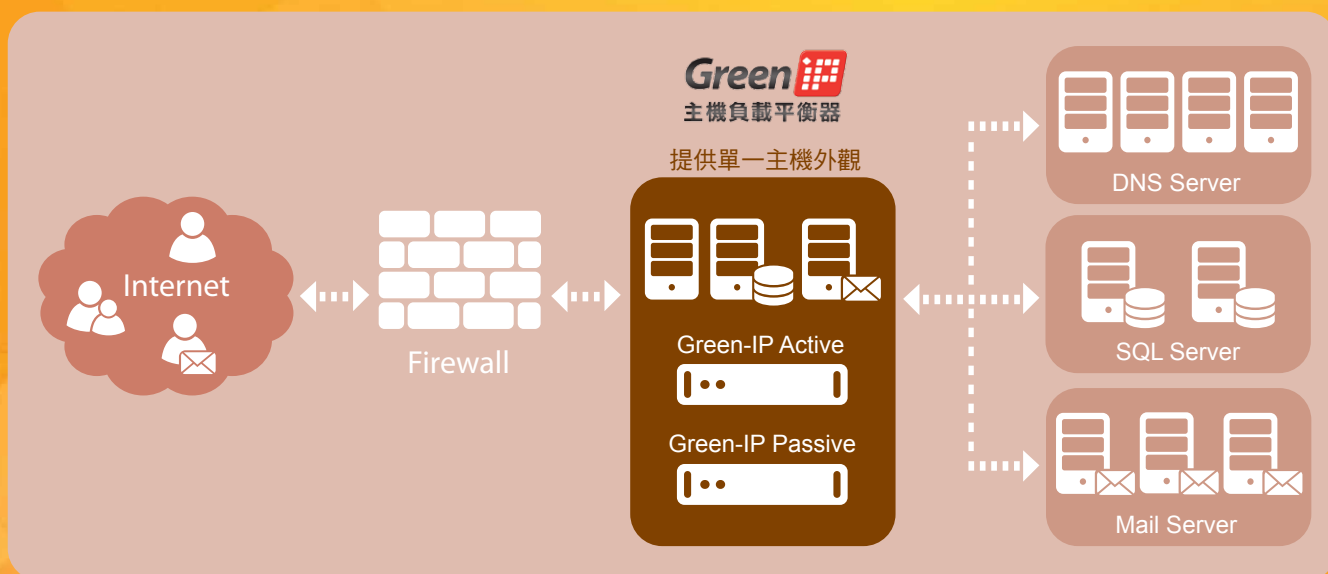 Green iP
主機負載平衡器
提供單一主機外觀
Internet
Firewall
Green-IP Active
Green-IP Passive
DNS Server
SQL Server
Mail Server